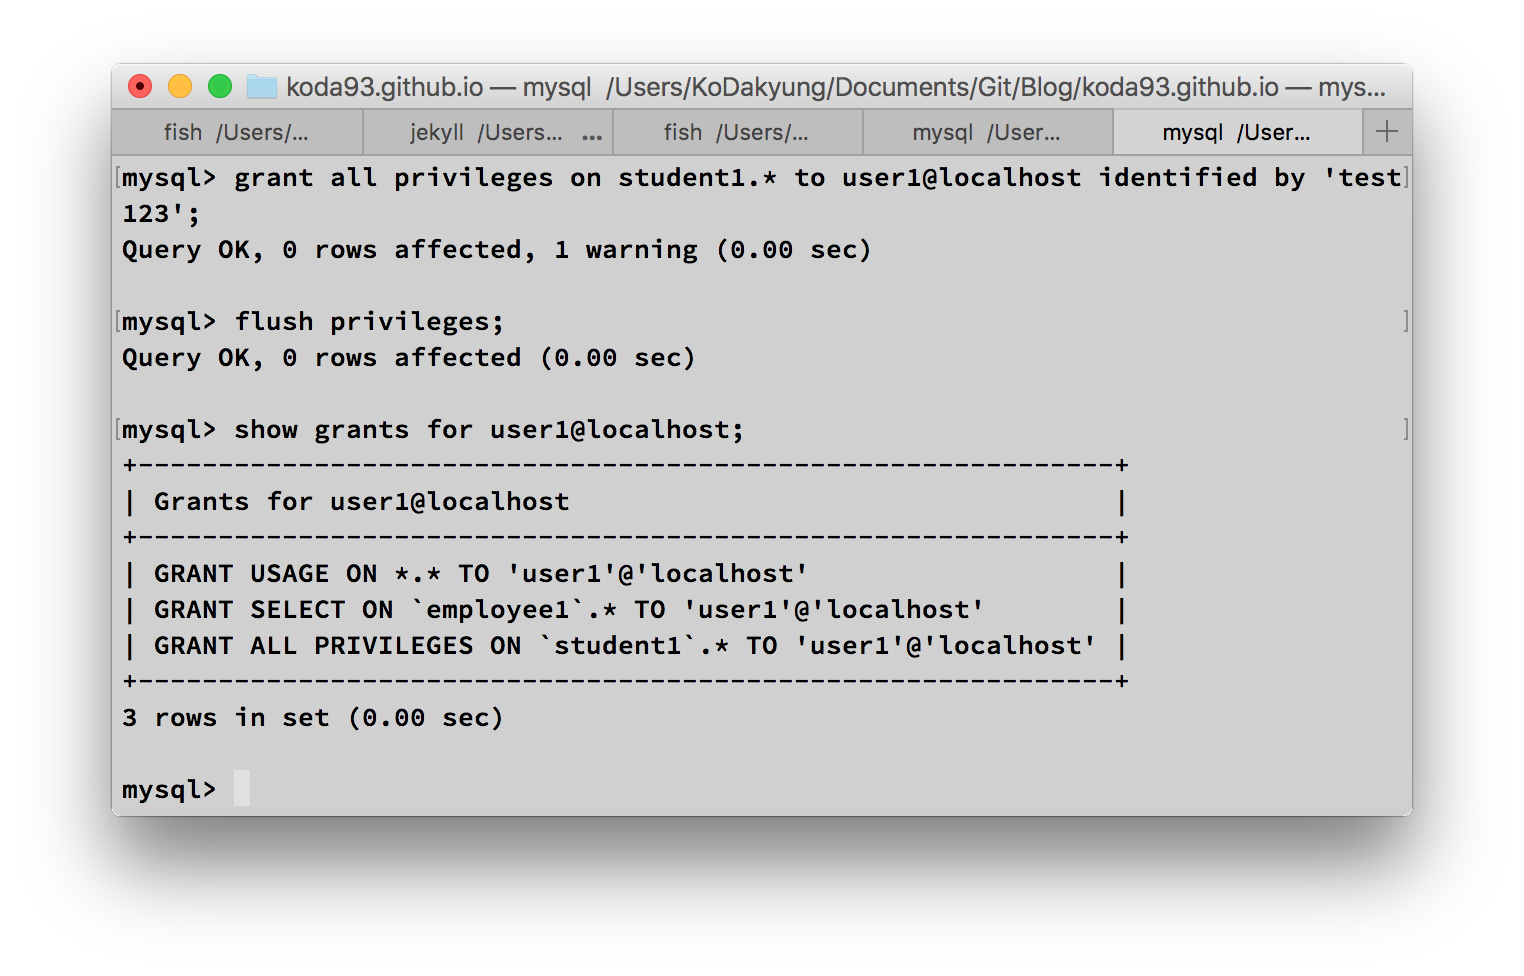 koda93.github.io — mysql  /Users/KoDakyung/Documents/Git/Blog/koda93.github.io — mys...
fish  /Users/...  jekyll  /Users...  ...  fish  /Users/...  mysql  /User...  mysql  /User...  +
[mysql> grant all privileges on student1.* to user1@localhost identified by 'test]
123';
Query OK, 0 rows affected, 1 warning (0.00 sec)
[mysql> flush privileges; ]
Query OK, 0 rows affected (0.00 sec)
[mysql> show grants for user1@localhost; ]
+-------------------------------------------------------------+
| Grants for user1@localhost                                  |
+-------------------------------------------------------------+
| GRANT USAGE ON *.* TO 'user1'@'localhost'                   |
| GRANT SELECT ON `employee1`.* TO 'user1'@'localhost'        |
| GRANT ALL PRIVILEGES ON `student1`.* TO 'user1'@'localhost' |
+-------------------------------------------------------------+
3 rows in set (0.00 sec)
mysql>